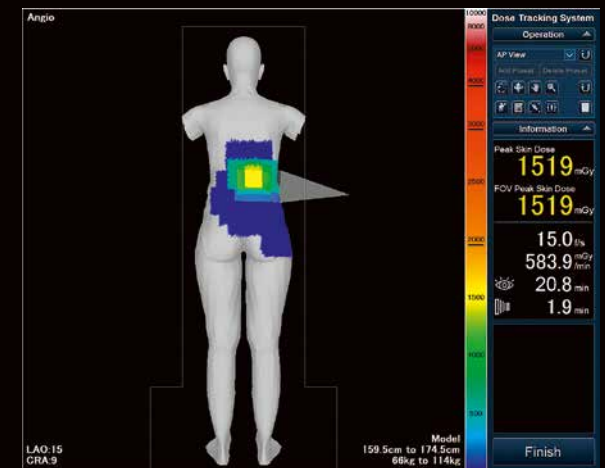 Angio
10000
8000
5000
4000
3000
2500
2000
1500
1000
500
LAO:15
CRA:9
Model
159.5cm to 174.5cm
66kg to 114kg
Dose Tracking System
Operation
AP View
Add Preset Delete Preset
Information
Peak Skin Dose
1519 mGy
FOV Peak Skin Dose
1519 mGy
15.0 f/s
583.9 mGy/min
20.8 min
1.9 min
Finish